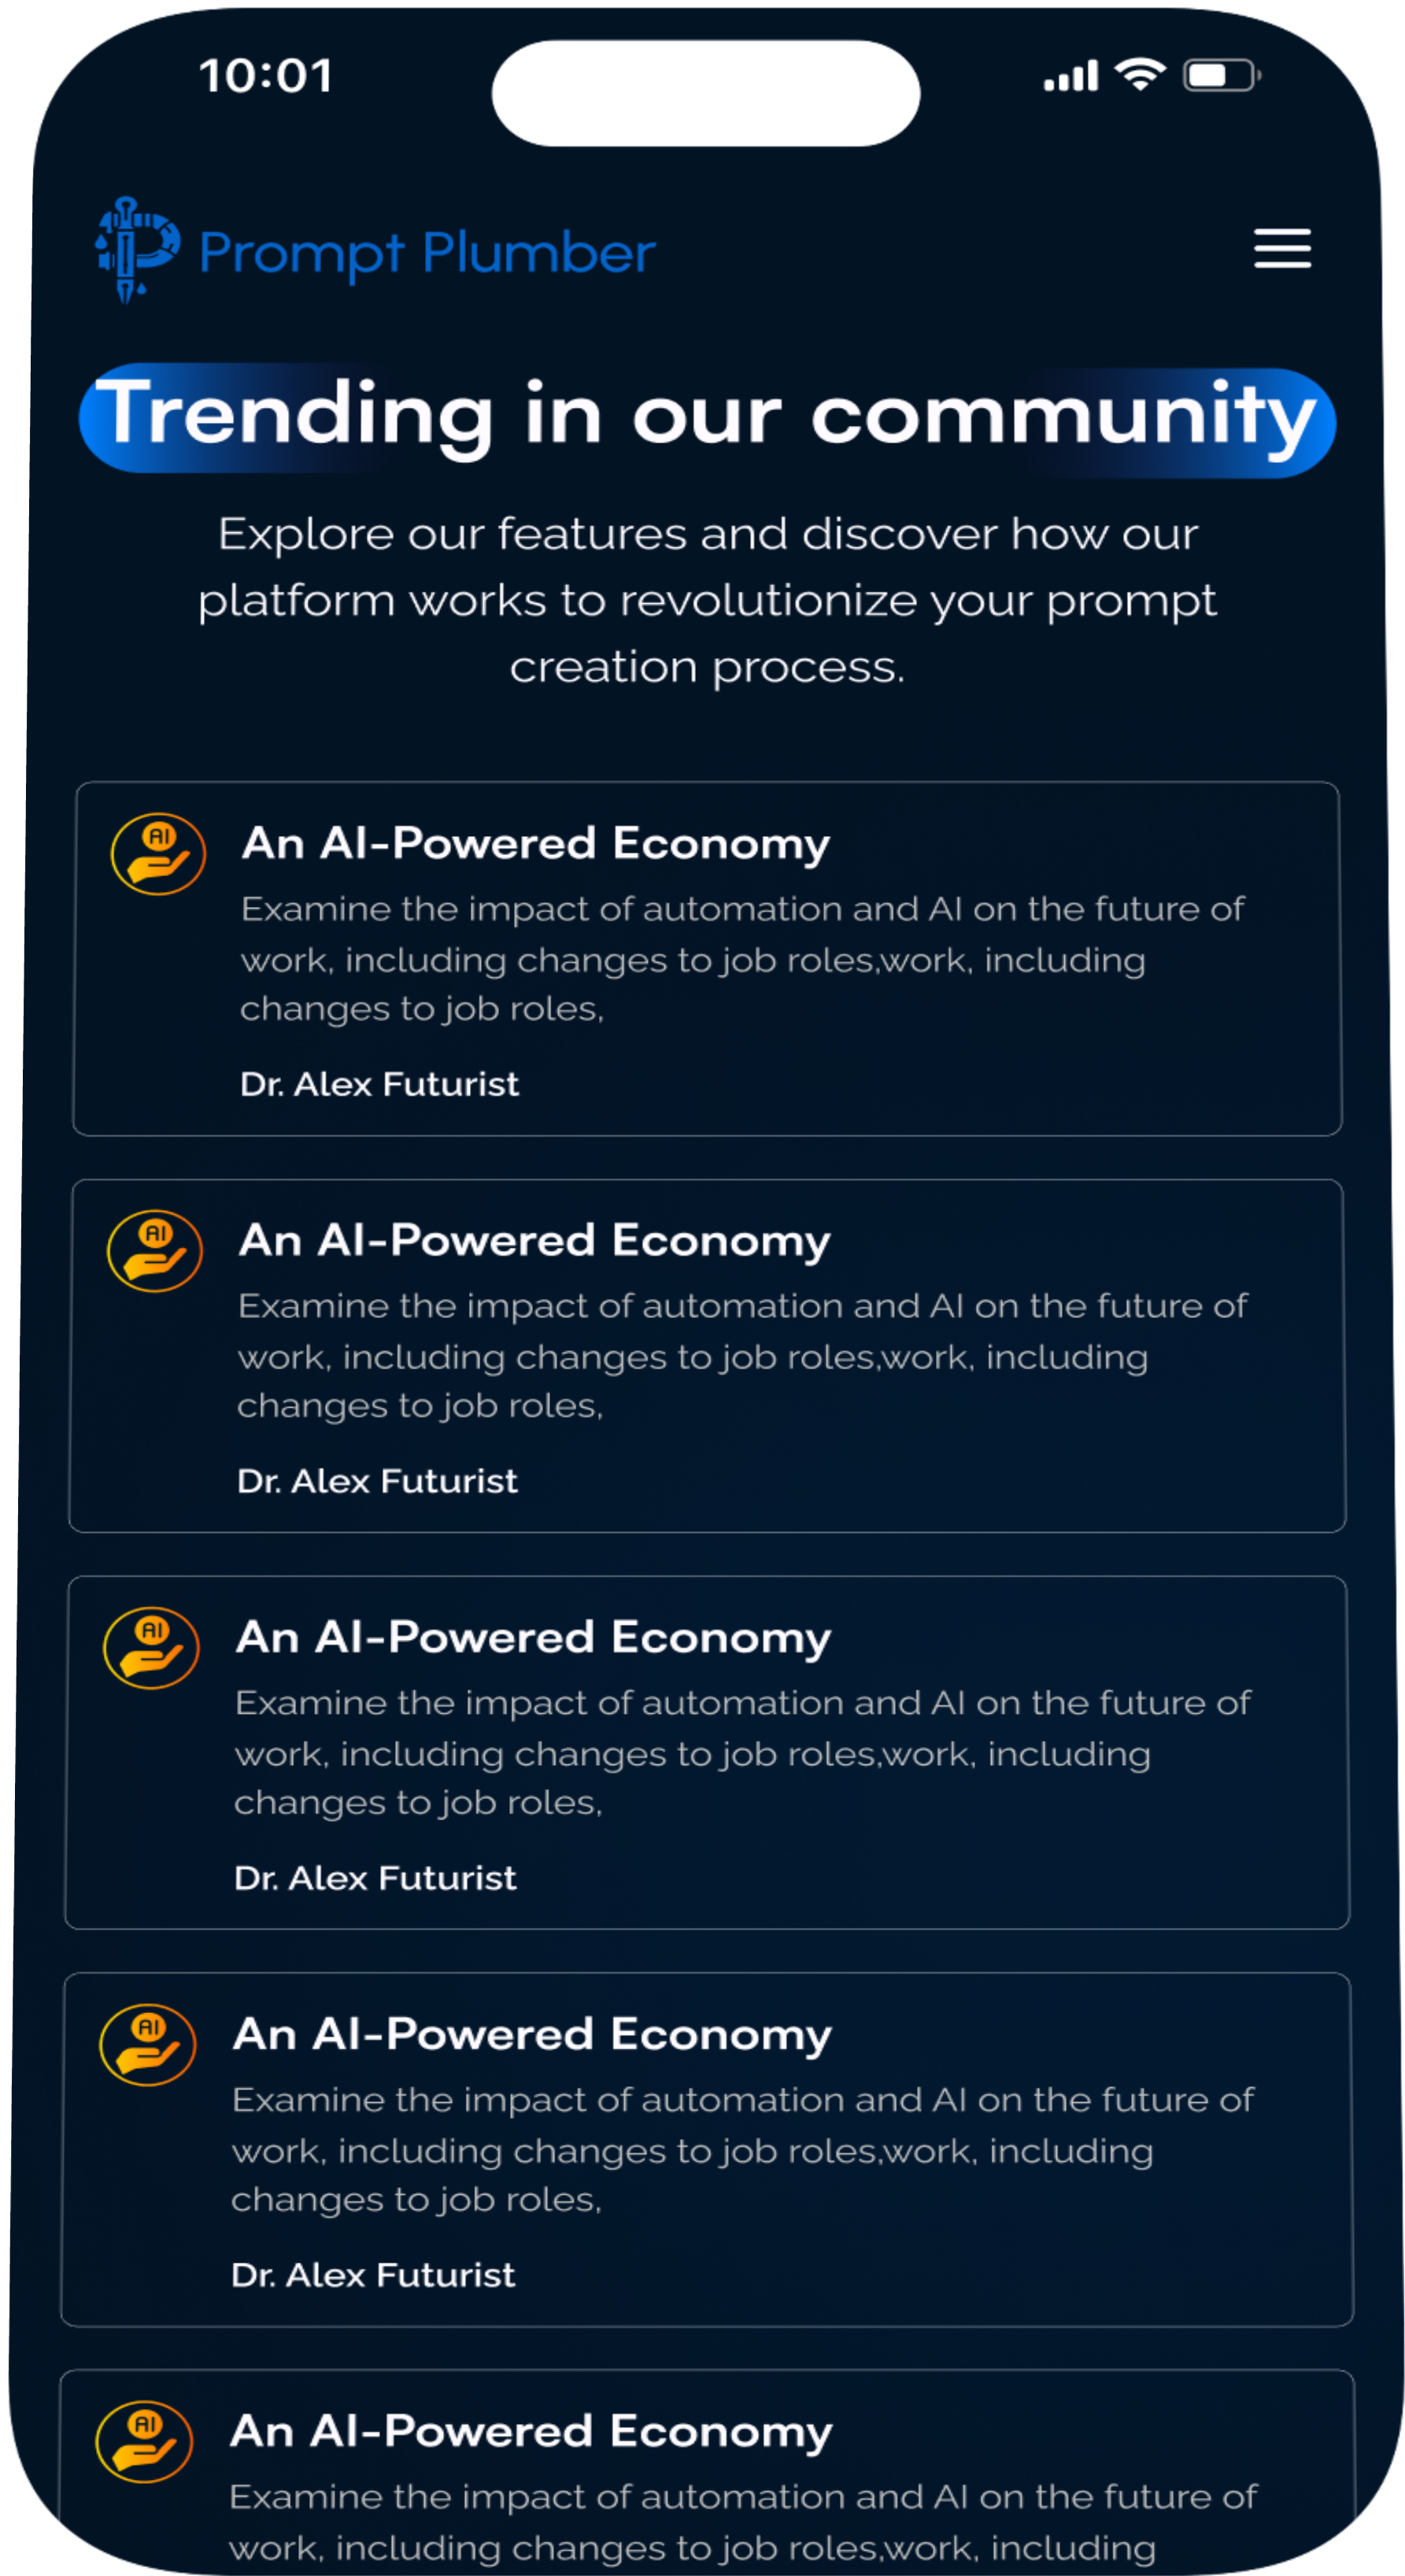 10:01
Prompt Plumber
Trending in our community
Explore our features and discover how our
platform works to revolutionize your prompt
creation process.
AI
An AI-Powered Economy
Examine the impact of automation and AI on the future of
work, including changes to job roles,work, including
changes to job roles,
Dr. Alex Futurist
AI
An AI-Powered Economy
Examine the impact of automation and AI on the future of
work, including changes to job roles,work, including
changes to job roles,
Dr. Alex Futurist
AI
An AI-Powered Economy
Examine the impact of automation and AI on the future of
work, including changes to job roles,work, including
changes to job roles,
Dr. Alex Futurist
AI
An AI-Powered Economy
Examine the impact of automation and AI on the future of
work, including changes to job roles,work, including
changes to job roles,
Dr. Alex Futurist
AI
An AI-Powered Economy
Examine the impact of automation and AI on the future of
work, including changes to job roles,work, including